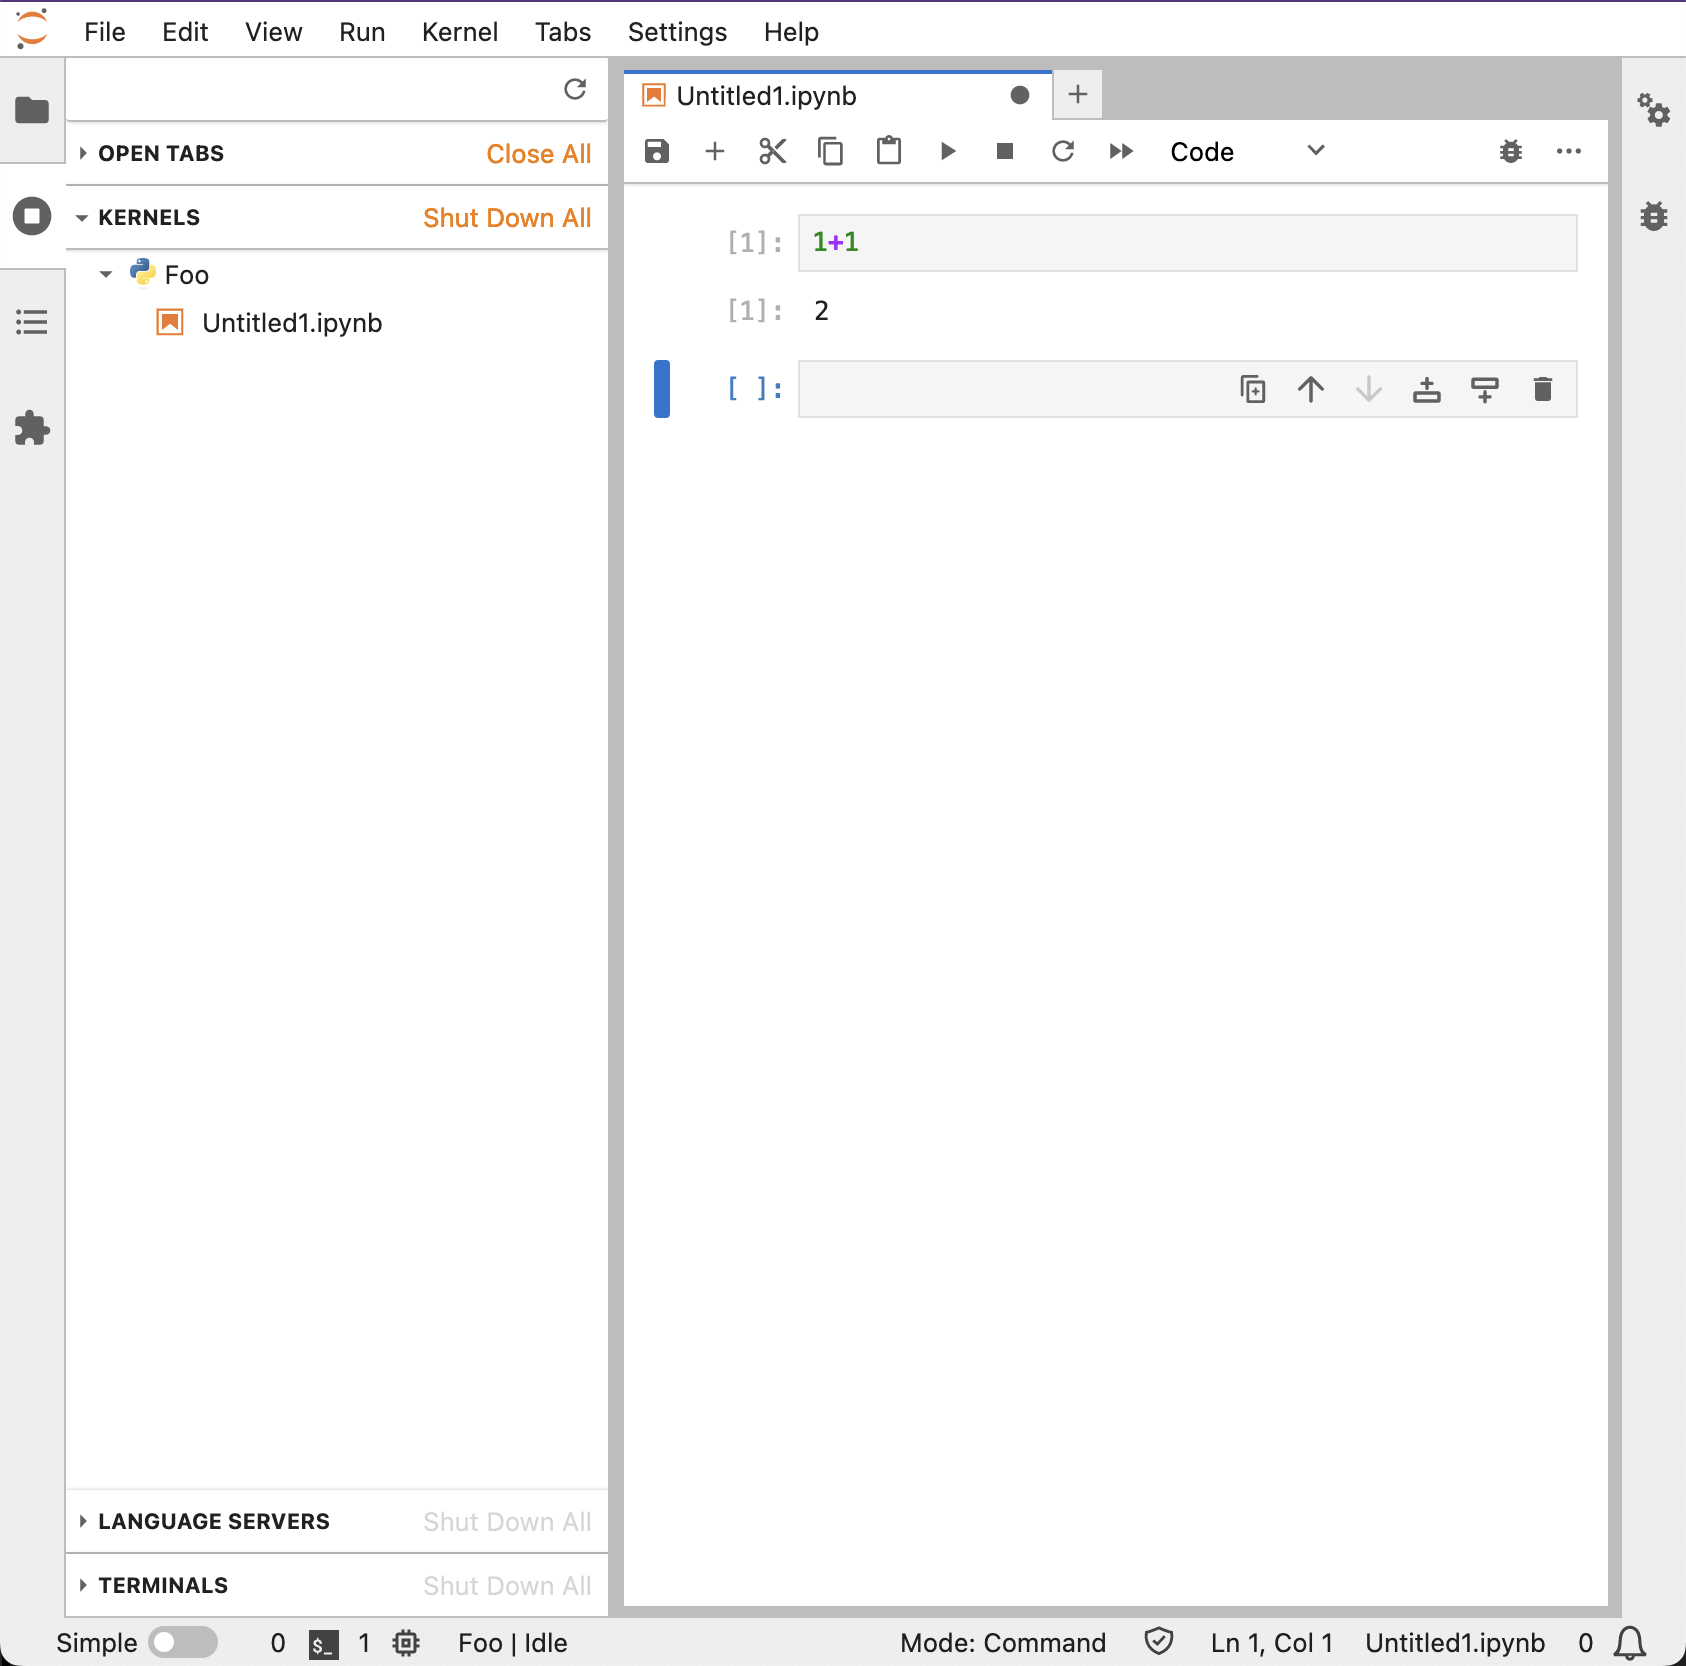 File Edit View Run Kernel Tabs Settings Help
OPEN TABS Close All
KERNELS Shut Down All
Foo
Untitled1.ipynb
LANGUAGE SERVERS Shut Down All
TERMINALS Shut Down All
Untitled1.ipynb
Code
[1]: 1+1
[1]: 2
[ ]:
Simple 0 $_ 1 Foo | Idle Mode: Command Ln 1, Col 1 Untitled1.ipynb 0